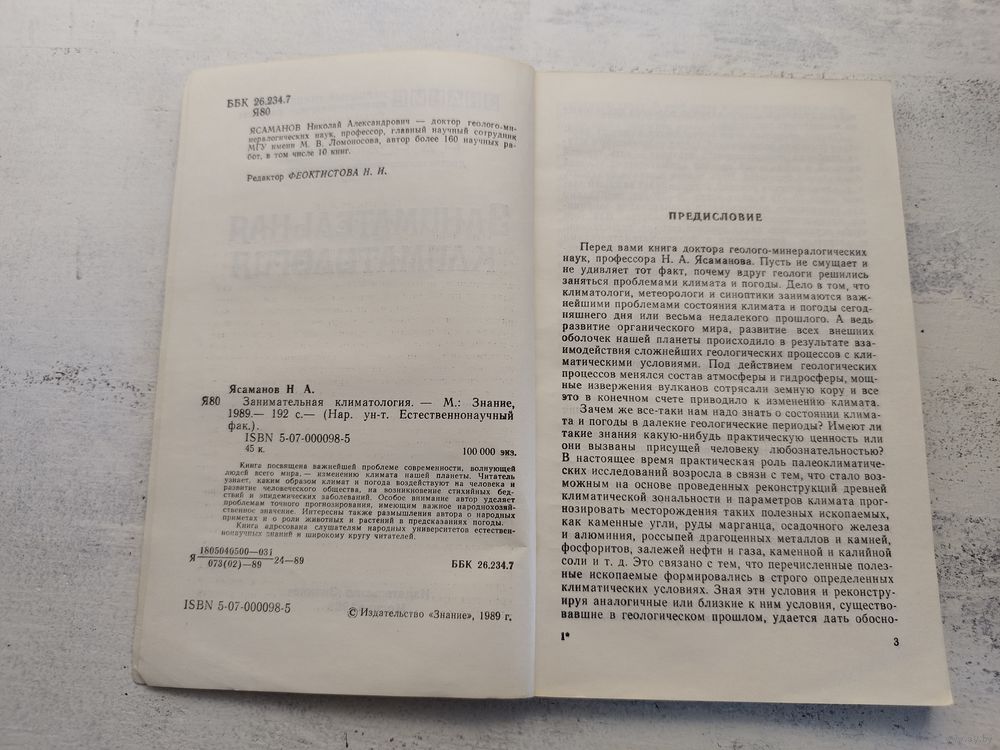 ББК 26.234.7
Я80
ЯСАМАНОВ Николай Александрович — доктор геолого-ми-
нералогических наук, профессор, главный научный сотрудник
МГУ имени М. В. Ломоносова, автор более 160 научных ра-
бот, в том числе 10 книг.
Редактор ФЕОКТИСТОВА Н. И.
Ясаманов Н А.
Я80 Занимательная климатология. — М.: Знание,
1989.— 192 с.— (Нар. ун-т. Естественнонаучный
фак.).
ISBN 5-07-000098-5
45 к. 100 000 экз.
Книга посвящена важнейшей проблеме современности, волнующей
людей всего мира, — изменению климата нашей планеты. Читатель
узнает, каким образом климат и погода воздействуют на человека и
развитие человеческого общества, на возникновение стихийных бед-
ствий и эпидемических заболеваний. Особое внимание автор уделяет
проблемам точного прогнозирования, имеющим важное народнохозяй-
ственное значение. Интересны также размышления автора о народных
приметах и о роли животных и растений в предсказаниях погоды.
Книга адресована слушателям народных университетов естествен-
нонаучных знаний и широкому кругу читателей.
Я 1805040500—031
073(02)—89 24—89
ББК 26.234.7
ISBN 5-07-000098-5
© Издательство «Знание», 1989 г.
ПРЕДИСЛОВИЕ
Перед вами книга доктора геолого-минералогических
наук, профессора Н. А. Ясаманова. Пусть не смущает и
не удивляет тот факт, почему вдруг геологи решились
заняться проблемами климата и погоды. Дело в том, что
климатологи, метеорологи и синоптики занимаются важ-
нейшими проблемами состояния климата и погоды сегод-
няшнего дня или весьма недалекого прошлого. А ведь
развитие органического мира, развитие всех внешних
оболочек нашей планеты происходило в результате вза-
имодействия сложнейших геологических процессов с кли-
матическими условиями. Под действием геологических
процессов менялся состав атмосферы и гидросферы, мощ-
ные извержения вулканов сотрясали земную кору и все
это в конечном счете приводило к изменению климата.
Зачем же все-таки нам надо знать о состоянии клима-
та и погоды в далекие геологические периоды? Имеют ли
такие знания какую-нибудь практическую ценность или
они вызваны присущей человеку любознательностью?
В настоящее время практическая роль палеоклиматиче-
ских исследований возросла в связи с тем, что стало воз-
можным на основе проведенных реконструкций древней
климатической зональности и параметров климата прог-
нозировать месторождения таких полезных ископаемых,
как каменные угли, руды марганца, осадочного железа
и алюминия, россыпей драгоценных металлов и камней,
фосфоритов, залежей нефти и газа, каменной и калийной
соли и т. д. Это связано с тем, что перечисленные полез-
ные ископаемые формировались в строго определенных
климатических условиях. Зная эти условия и реконстру-
ируя аналогичные или близкие к ним условия, существо-
вавшие в геологическом прошлом, удается дать обосно-
1* 3